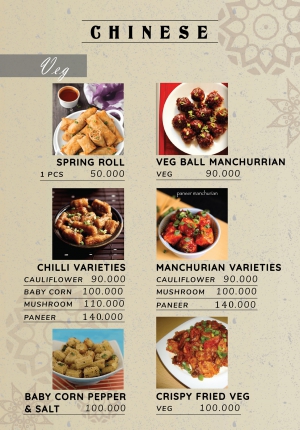 CHINESE
Veg
SPRING ROLL
1 PCS 50.000
VEG BALL MANCHURRIAN
VEG 90.000
paneer manchurian
CHILLI VARIETIES
CAULIFLOWER 90.000
BABY CORN 100.000
MUSHROOM 110.000
PANEER 140.000
MANCHURIAN VARIETIES
CAULIFLOWER 90.000
MUSHROOM 100.000
PANEER 140.000
BABY CORN PEPPER
& SALT 100.000
CRISPY FRIED VEG
VEG 100.000